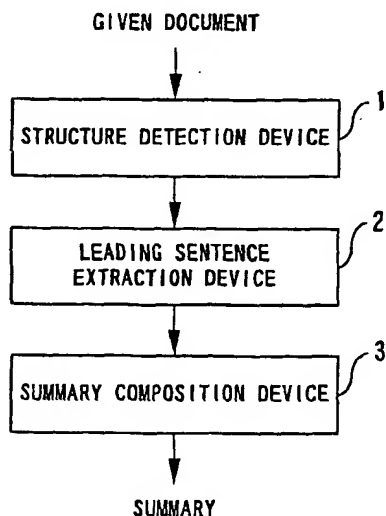 GIVEN DOCUMENT
1
STRUCTURE DETECTION DEVICE
2
LEADING SENTENCE
EXTRACTION DEVICE
3
SUMMARY COMPOSITION DEVICE
SUMMARY